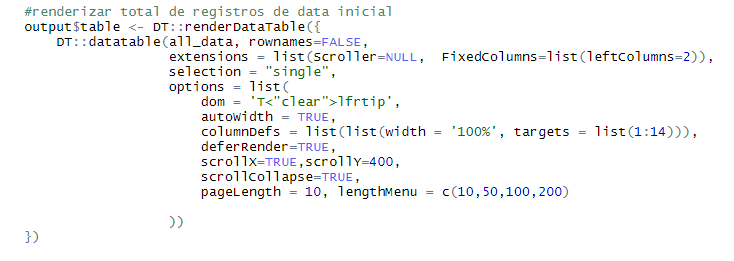 #renderizar total de registros de data inicial
output$table <- DT::renderDataTable({
    DT::datatable(all_data, rownames=FALSE,
                  extensions = list(Scroller=NULL,  FixedColumns=list(leftColumns=2)),
                  selection = "single",
                  options = list(
                      dom = 'T<"clear">lfrtip',
                      autoWidth = TRUE,
                      columnDefs = list(list(width = '100%', targets = list(1:14))),
                      deferRender=TRUE,
                      scrollX=TRUE,scrollY=400,
                      scrollCollapse=TRUE,
                      pageLength = 10, lengthMenu = c(10,50,100,200)
                  ))
})